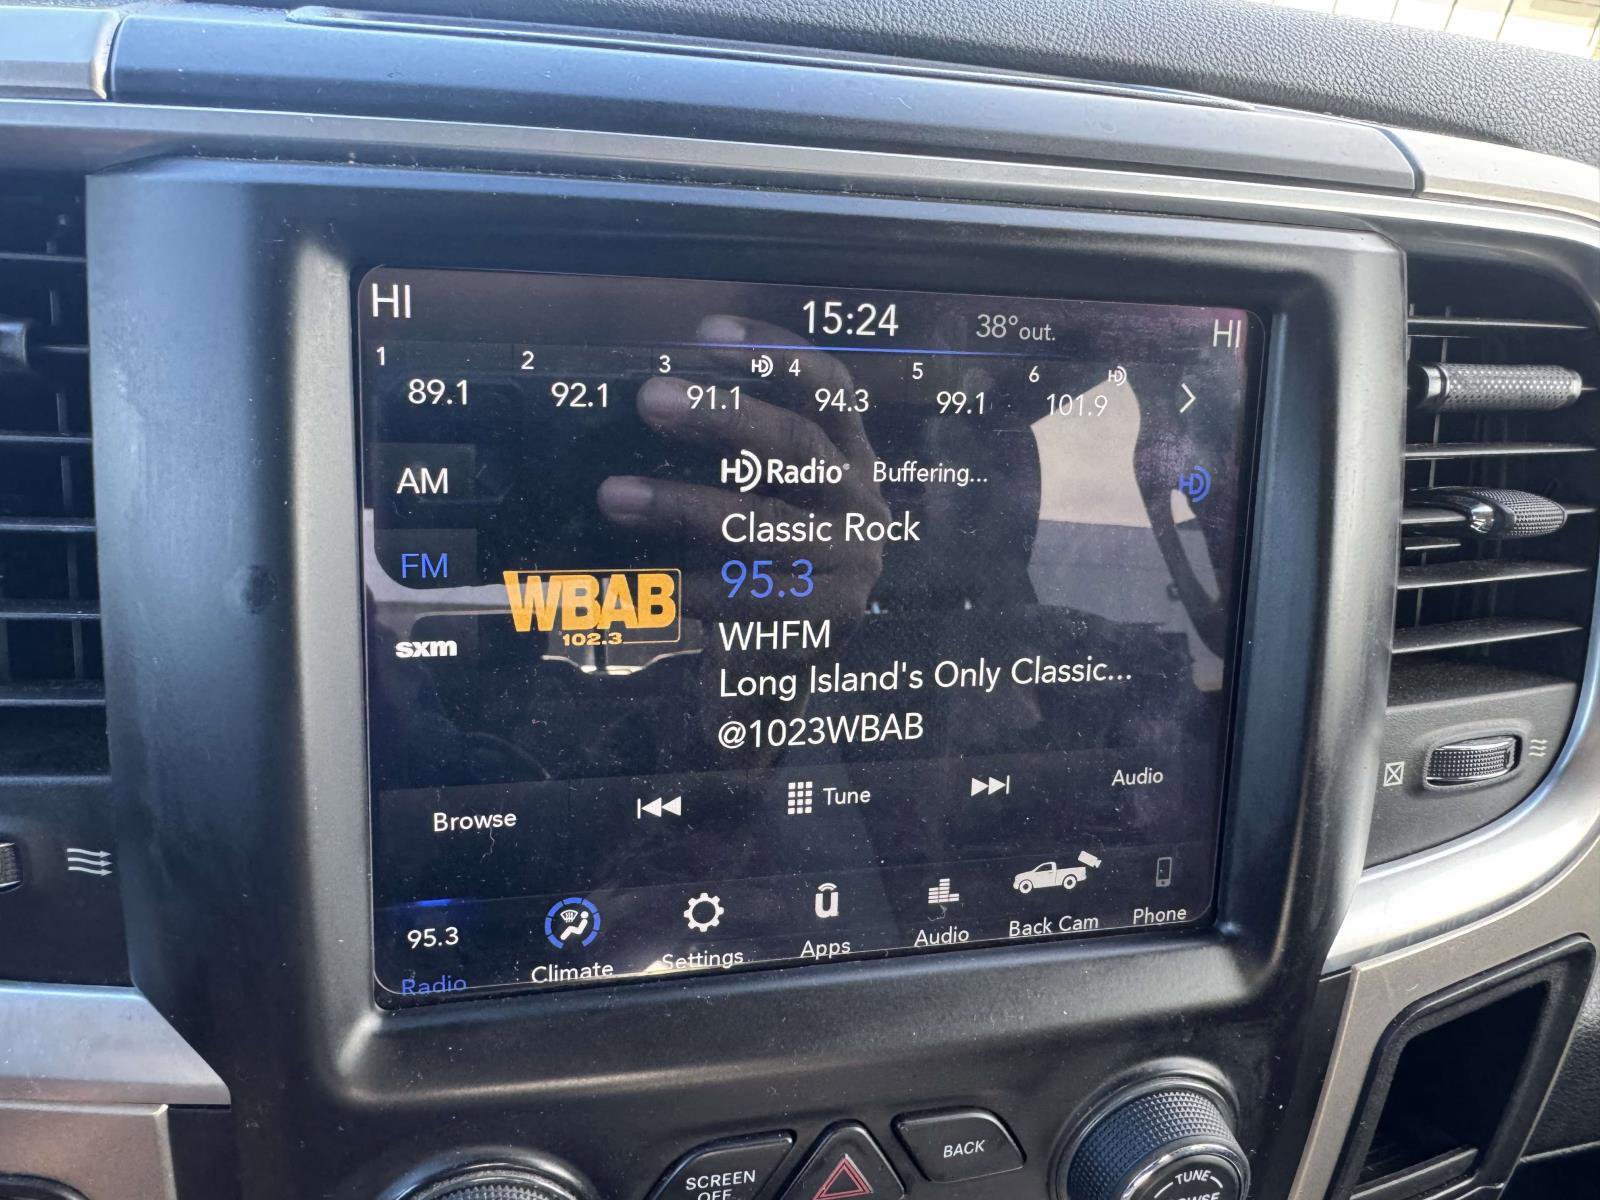 HI 15:24 38°out. HI
1 2 3 HD 4 5 6 HD
89.1 92.1 91.1 94.3 99.1 101.9
AM
FM
sxm
WBAB
102.3
HD Radio® Buffering...
HD
Classic Rock
95.3
WHFM
Long Island's Only Classic...
@1023WBAB
Browse Tune Audio
95.3
Radio Climate Settings Apps Audio Back Cam Phone
SCREEN
OFF
BACK
TUNE
BROWSE